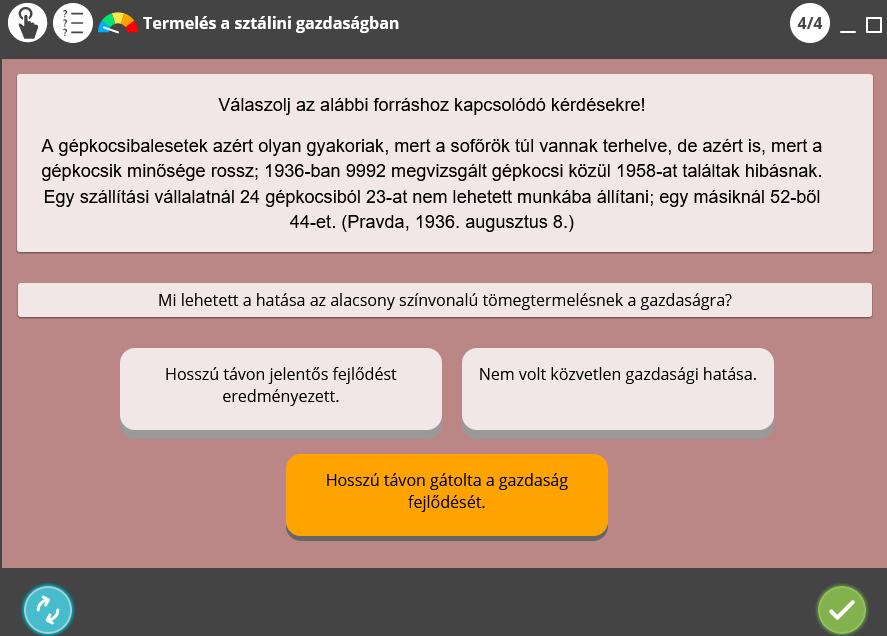 Termelés a sztálini gazdaságban
4/4
Válaszolj az alábbi forráshoz kapcsolódó kérdésekre!
A gépkocsibalesetek azért olyan gyakoriak, mert a sofőrök túl vannak terhelve, de azért is, mert a
gépkocsik minősége rossz; 1936-ban 9992 megvizsgált gépkocsi közül 1958-at találtak hibásnak.
Egy szállítási vállalatnál 24 gépkocsiból 23-at nem lehetett munkába állítani; egy másiknál 52-ből
44-et. (Pravda, 1936. augusztus 8.)
Mi lehetett a hatása az alacsony színvonalú tömegtermelésnek a gazdaságra?
Hosszú távon jelentős fejlődést
eredményezett.
Nem volt közvetlen gazdasági hatása.
Hosszú távon gátolta a gazdaság
fejlődését.